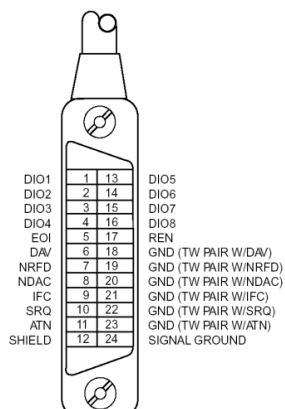 DIO1 1 13 DIO5
DIO2 2 14 DIO6
DIO3 3 15 DIO7
DIO4 4 16 DIO8
EOI 5 17 REN
DAV 6 18 GND (TW PAIR W/DAV)
NRFD 7 19 GND (TW PAIR W/NRFD)
NDAC 8 20 GND (TW PAIR W/NDAC)
IFC 9 21 GND (TW PAIR W/IFC)
SRQ 10 22 GND (TW PAIR W/SRQ)
ATN 11 23 GND (TW PAIR W/ATN)
SHIELD 12 24 SIGNAL GROUND